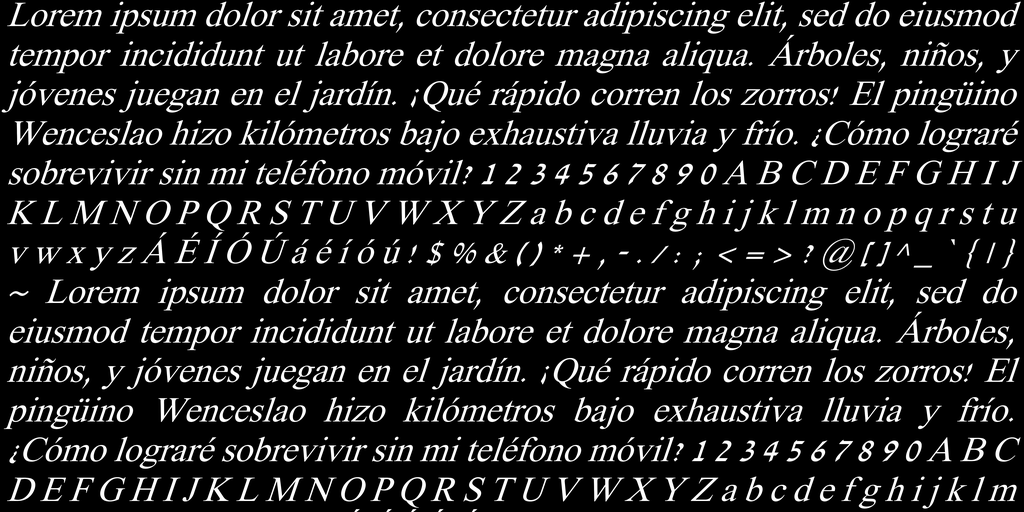 Lorem ipsum dolor sit amet, consectetur adipiscing elit, sed do eiusmod
tempor incididunt ut labore et dolore magna aliqua. Árboles, niños, y
jóvenes juegan en el jardín. ¡Qué rápido corren los zorros! El pingüino
Wenceslao hizo kilómetros bajo exhaustiva lluvia y frío. ¿Cómo lograré
sobrevivir sin mi teléfono móvil? 1 2 3 4 5 6 7 8 9 0 A B C D E F G H I J
K L M N O P Q R S T U V W X Y Z a b c d e f g h i j k l m n o p q r s t u
v w x y z Á É Í Ó Ú á é í ó ú ! $ % & ( ) * + , - . / : ; < = > ? @ [ ] ^ _ ` { | }
~ Lorem ipsum dolor sit amet, consectetur adipiscing elit, sed do
eiusmod tempor incididunt ut labore et dolore magna aliqua. Árboles,
niños, y jóvenes juegan en el jardín. ¡Qué rápido corren los zorros! El
pingüino Wenceslao hizo kilómetros bajo exhaustiva lluvia y frío.
¿Cómo lograré sobrevivir sin mi teléfono móvil? 1 2 3 4 5 6 7 8 9 0 A B C
D E F G H I J K L M N O P Q R S T U V W X Y Z a b c d e f g h i j k l m